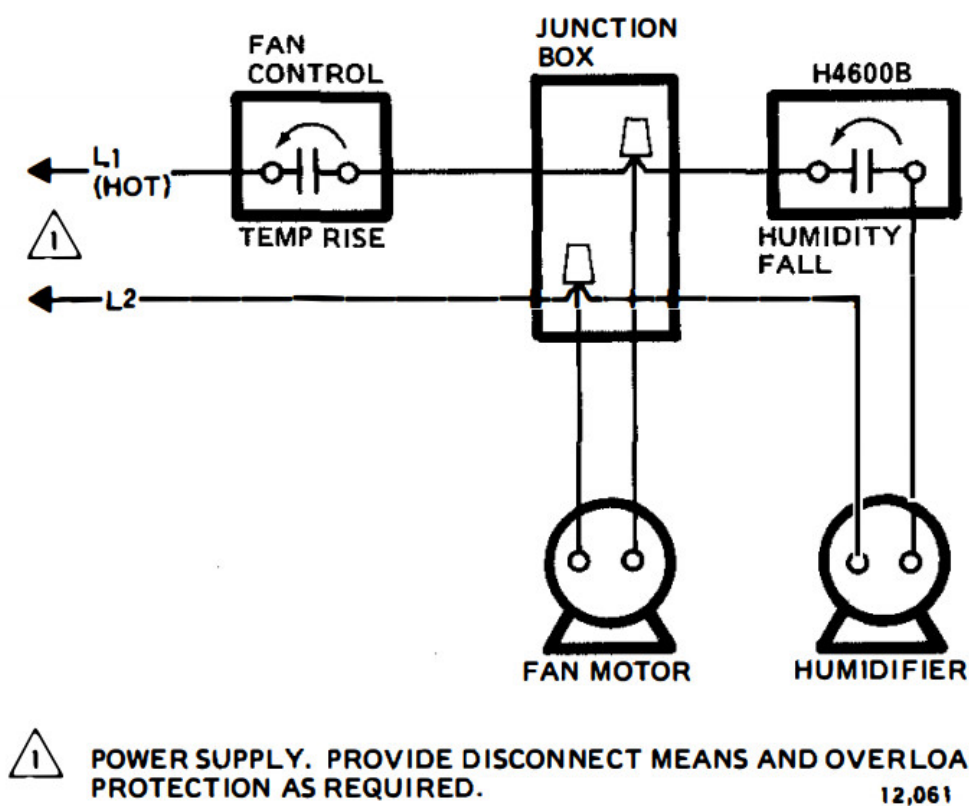 JUNCTION
BOX
FAN
CONTROL
H4600B
L1
(HOT)
1
TEMP RISE
HUMIDITY
FALL
L2
FAN MOTOR
HUMIDIFIER
1
POWER SUPPLY. PROVIDE DISCONNECT MEANS AND OVERLOA
PROTECTION AS REQUIRED.
12,061